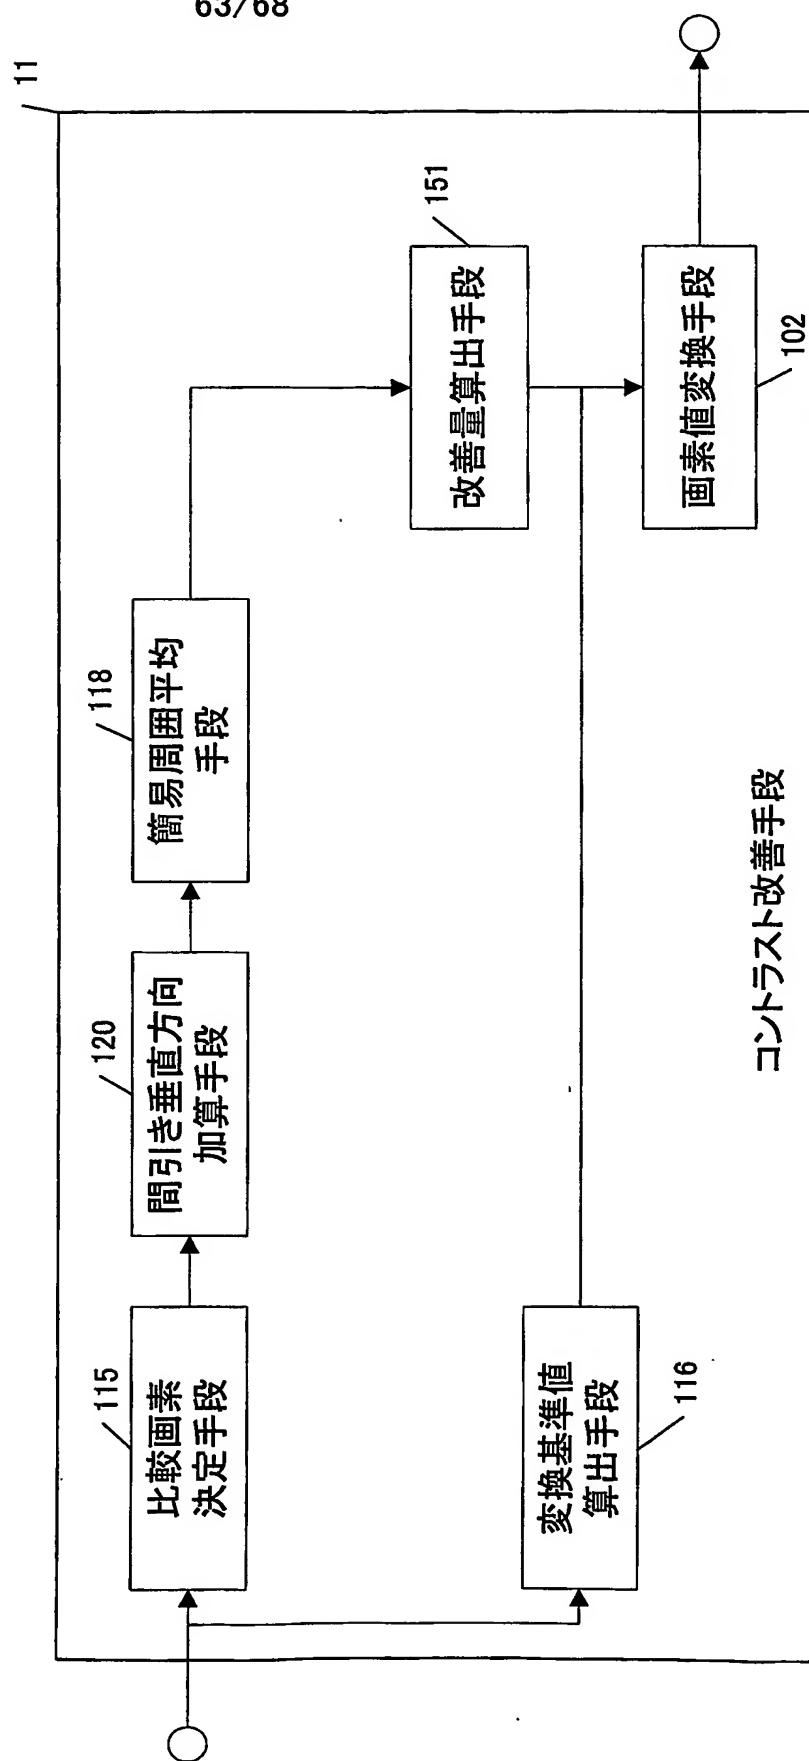 63/68
11
115
比較画素
決定手段
120
間引き垂直方向
加算手段
118
簡易周囲平均
手段
151
改善量算出手段
変換基準値
算出手段
116
画素値変換手段
102
コントラスト改善手段